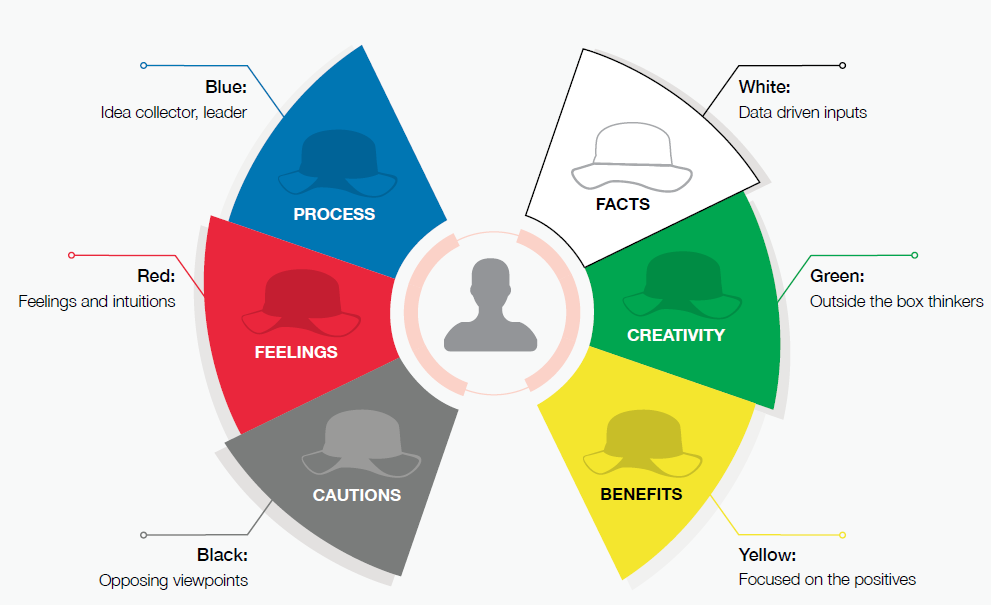 Blue:
Idea collector, leader
PROCESS
Red:
Feelings and intuitions
FEELINGS
Black:
Opposing viewpoints
CAUTIONS
White:
Data driven inputs
FACTS
Green:
Outside the box thinkers
CREATIVITY
Yellow:
Focused on the positives
BENEFITS